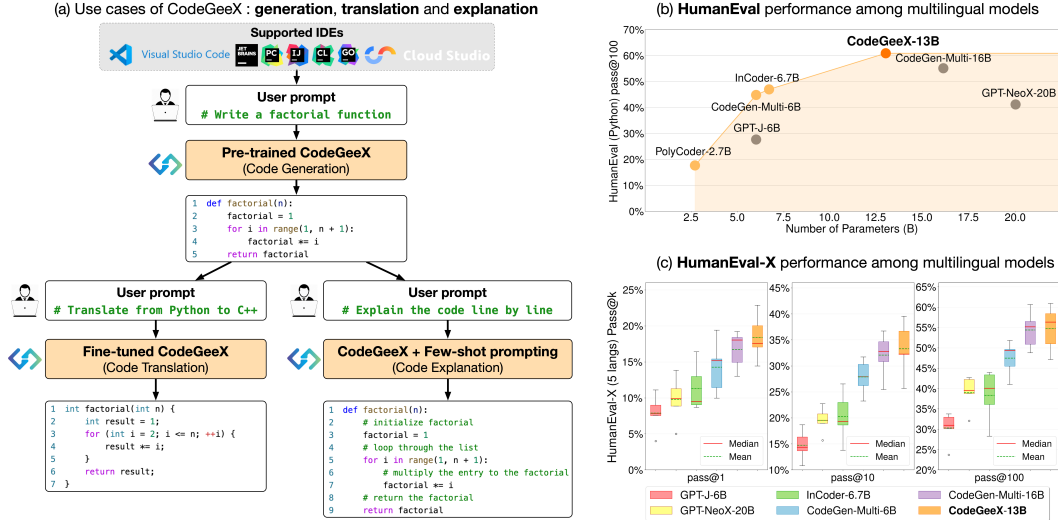 (a) Use cases of CodeGeeX : generation, translation and explanation
Supported IDEs
Visual Studio Code
JET BRAINS
PC
IJ
CL
GO
Cloud Studio
User prompt
# Write a factorial function
Pre-trained CodeGeeX
(Code Generation)
1 def factorial(n):
2 factorial = 1
3 for i in range(1, n + 1):
4 factorial *= i
5 return factorial
User prompt
# Translate from Python to C++
Fine-tuned CodeGeeX
(Code Translation)
1 int factorial(int n) {
2 int result = 1;
3 for (int i = 2; i <= n; ++i) {
4 result *= i;
5 }
6 return result;
7 }
User prompt
# Explain the code line by line
CodeGeeX + Few-shot prompting
(Code Explanation)
1 def factorial(n):
2 # initialize factorial
3 factorial = 1
4 # loop through the list
5 for i in range(1, n + 1):
6 # multiply the entry to the factorial
7 factorial *= i
8 # return the factorial
9 return factorial
(b) HumanEval performance among multilingual models
HumanEval (Python) pass@100
70%
60%
50%
40%
30%
20%
10%
0%
CodeGeeX-13B
CodeGen-Multi-16B
InCoder-6.7B
GPT-NeoX-20B
CodeGen-Multi-6B
GPT-J-6B
PolyCoder-2.7B
2.5 5.0 7.5 10.0 12.5 15.0 17.5 20.0
Number of Parameters (B)
(c) HumanEval-X performance among multilingual models
HumanEval-X (5 langs) Pass@k
25%
20%
15%
10%
5%
0%
Median
Mean
pass@1
45%
40%
35%
30%
25%
20%
15%
10%
Median
Mean
pass@10
65%
60%
55%
50%
45%
40%
35%
30%
25%
20%
Median
Mean
pass@100
GPT-J-6B InCoder-6.7B CodeGen-Multi-16B
GPT-NeoX-20B CodeGen-Multi-6B CodeGeeX-13B